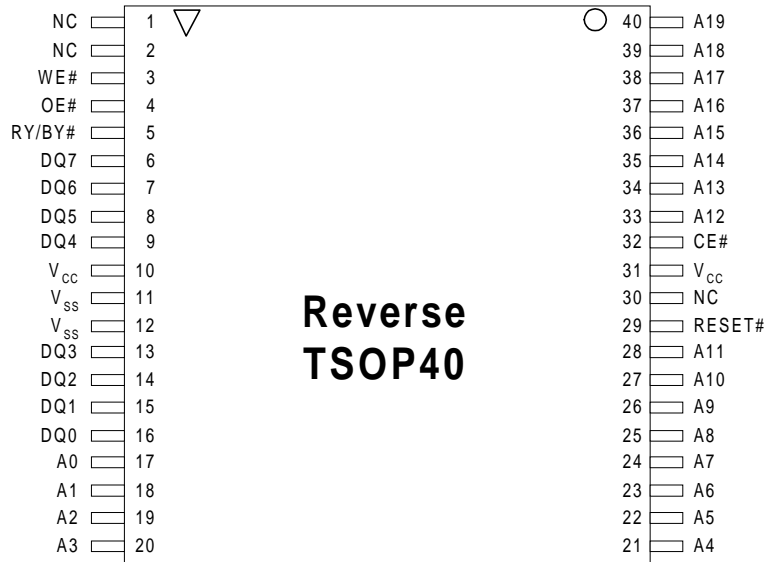 NC 1 40 A19
NC 2 39 A18
WE# 3 38 A17
OE# 4 37 A16
RY/BY# 5 36 A15
DQ7 6 35 A14
DQ6 7 34 A13
DQ5 8 33 A12
DQ4 9 32 CE#
VCC 10 31 VCC
VSS 11 30 NC
VSS 12 29 RESET#
DQ3 13 28 A11
DQ2 14 27 A10
DQ1 15 26 A9
DQ0 16 25 A8
A0 17 24 A7
A1 18 23 A6
A2 19 22 A5
A3 20 21 A4
Reverse
TSOP40